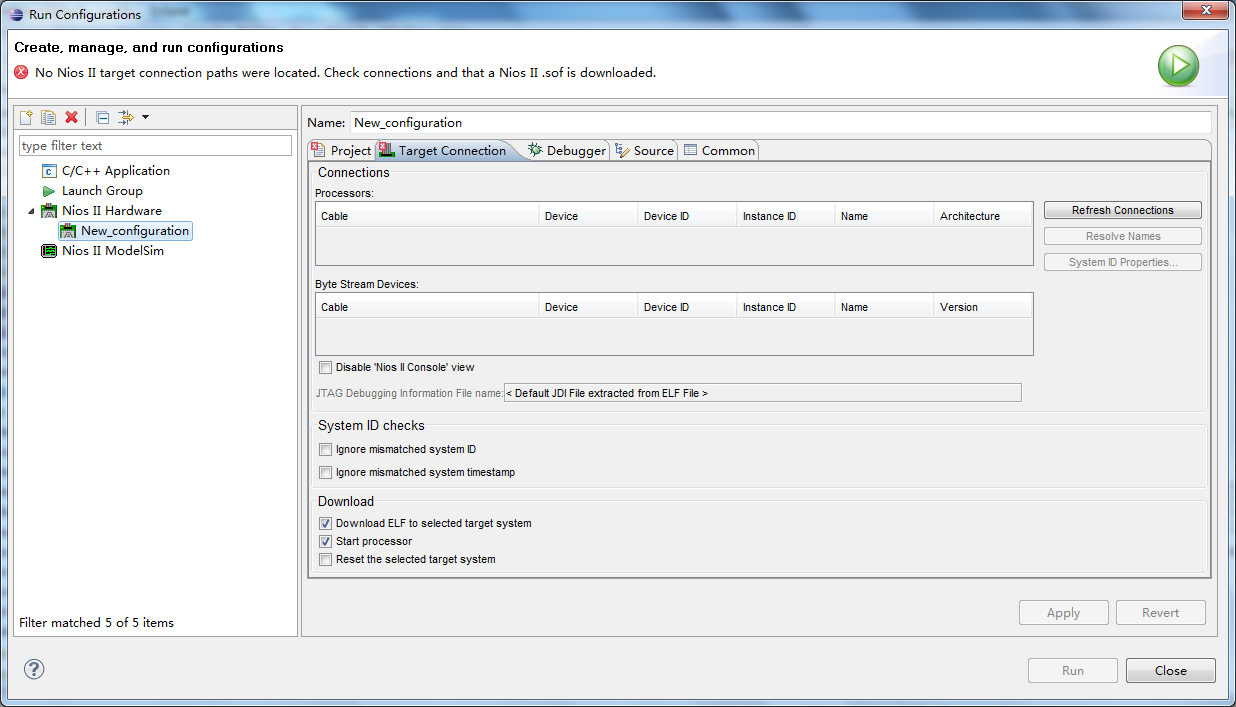 Run Configurations
Create, manage, and run configurations
No Nios II target connection paths were located. Check connections and that a Nios II .sof is downloaded.
type filter text
C/C++ Application
Launch Group
Nios II Hardware
New_configuration
Nios II ModelSim
Filter matched 5 of 5 items
Name: New_configuration
Project Target Connection Debugger Source Common
Connections
Processors:
Cable Device Device ID Instance ID Name Architecture
Refresh Connections
Resolve Names
System ID Properties...
Byte Stream Devices:
Cable Device Device ID Instance ID Name Version
Disable 'Nios II Console' view
JTAG Debugging Information File name: < Default JDI File extracted from ELF File >
System ID checks
Ignore mismatched system ID
Ignore mismatched system timestamp
Download
Download ELF to selected target system
Start processor
Reset the selected target system
Apply Revert
Run Close